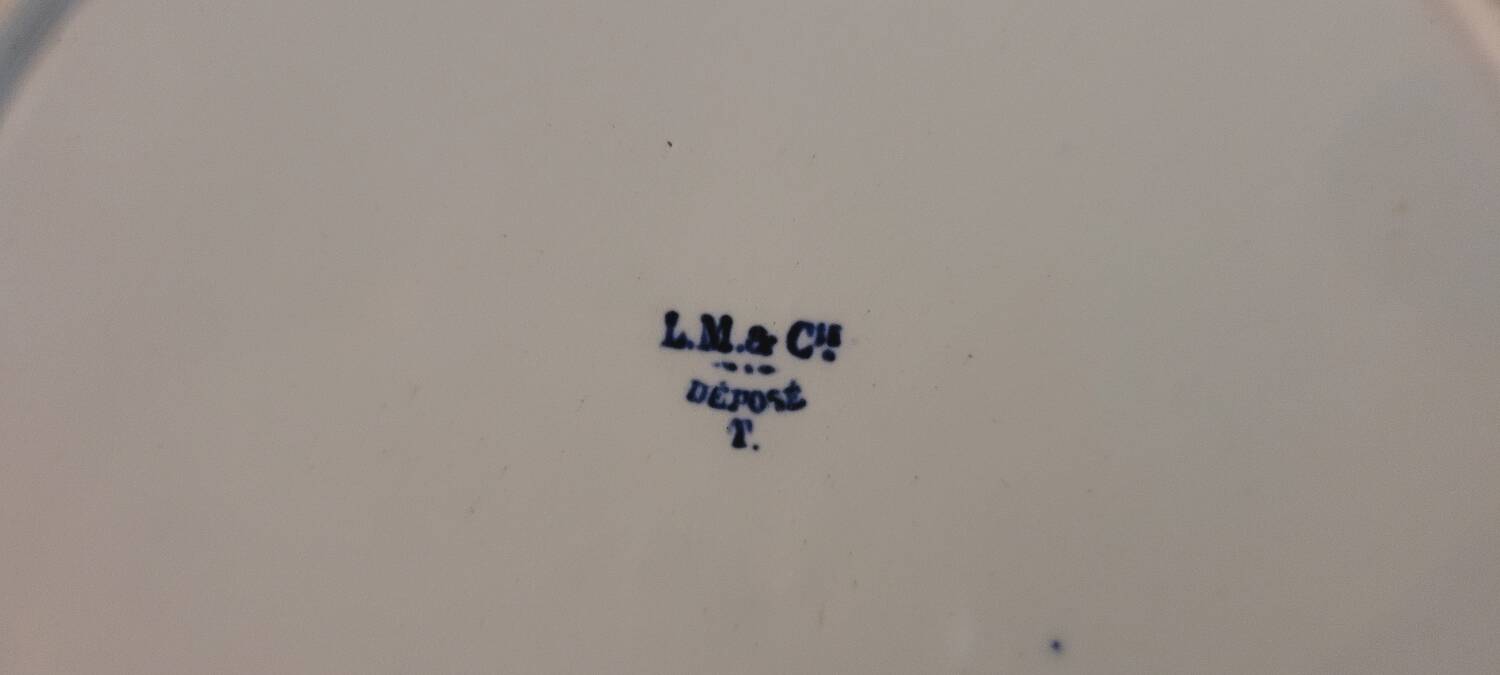 L.M.& Cie.
DÉPOSÉ
T.